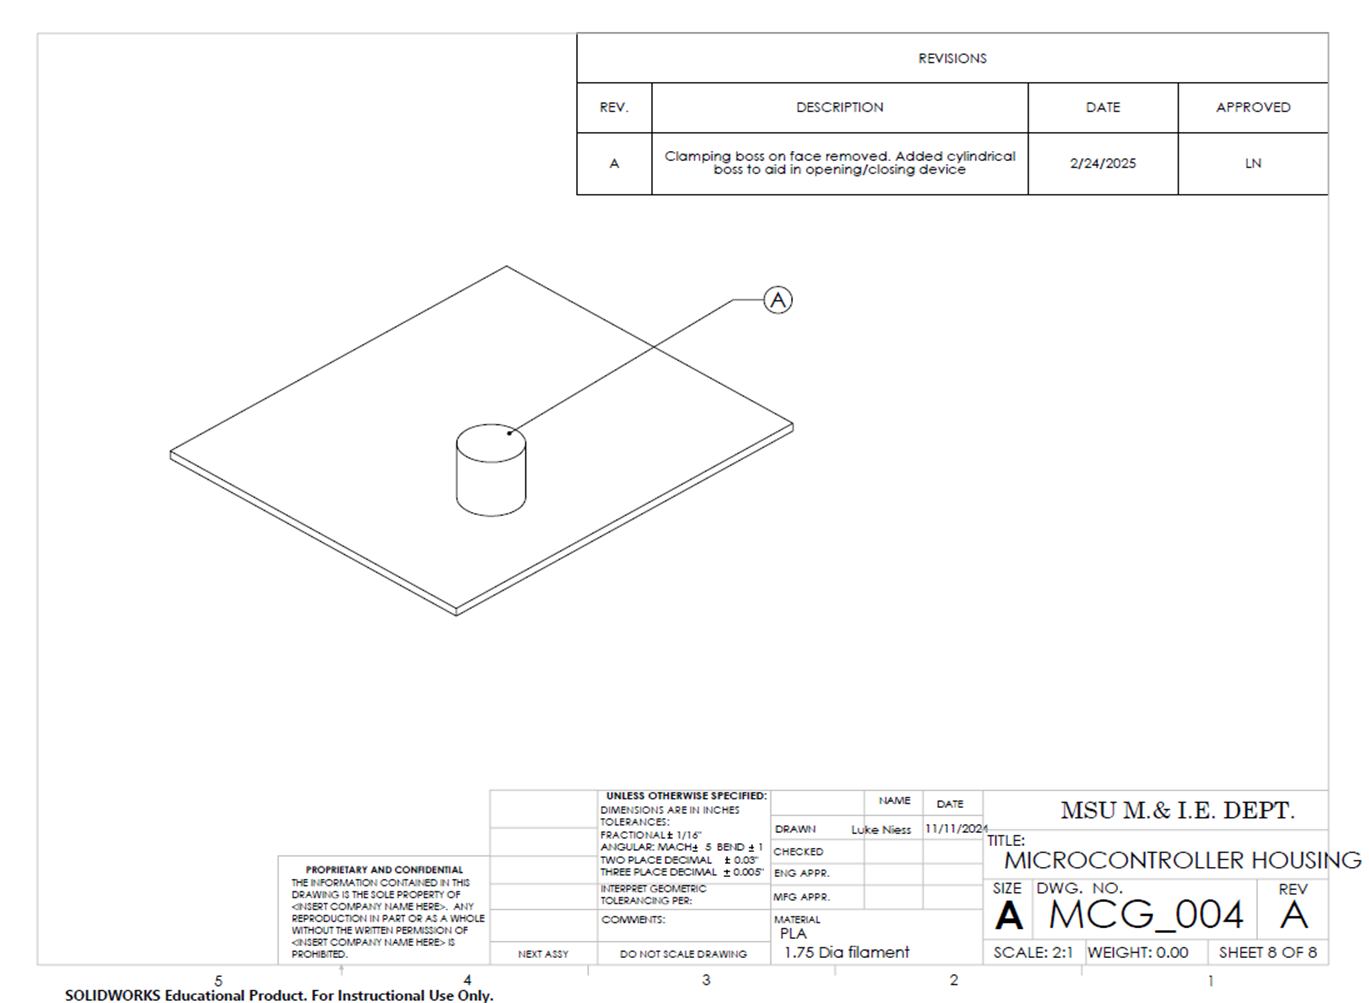 REVISIONS
REV. DESCRIPTION DATE APPROVED
A Clamping boss on face removed. Added cylindrical boss to aid in opening/closing device 2/24/2025 LN
A
UNLESS OTHERWISE SPECIFIED:
DIMENSIONS ARE IN INCHES
TOLERANCES:
FRACTIONAL± 1/16"
ANGULAR: MACH± 5 BEND ± 1
TWO PLACE DECIMAL ± 0.03"
THREE PLACE DECIMAL ± 0.005"
INTERPRET GEOMETRIC
TOLERANCING PER:
COMMENTS:
DO NOT SCALE DRAWING
NEXT ASSY
NAME DATE
DRAWN Luke Niess 11/11/2024
CHECKED
ENG APPR.
MFG APPR.
MATERIAL
PLA
1.75 Dia filament
MSU M.& I.E. DEPT.
TITLE:
MICROCONTROLLER HOUSING
SIZE DWG. NO. REV
A MCG_004 A
SCALE: 2:1 WEIGHT: 0.00 SHEET 8 OF 8
PROPRIETARY AND CONFIDENTIAL
THE INFORMATION CONTAINED IN THIS
DRAWING IS THE SOLE PROPERTY OF
<INSERT COMPANY NAME HERE>. ANY
REPRODUCTION IN PART OR AS A WHOLE
WITHOUT THE WRITTEN PERMISSION OF
<INSERT COMPANY NAME HERE> IS
PROHIBITED.
5 4 3 2 1
SOLIDWORKS Educational Product. For Instructional Use Only.